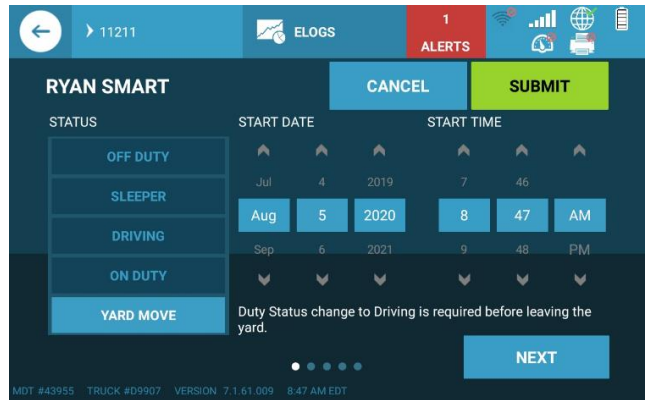 11211
ELOGS
1
ALERTS
RYAN SMART
CANCEL
SUBMIT
STATUS
START DATE
START TIME
OFF DUTY
SLEEPER
DRIVING
ON DUTY
YARD MOVE
Jul 4 2019 7 46
Aug 5 2020 8 47 AM
Sep 6 2021 9 48 PM
Duty Status change to Driving is required before leaving the
yard.
NEXT
MDT #43955 TRUCK #D9907 VERSION 7.1.61.009 8:47 AM EDT